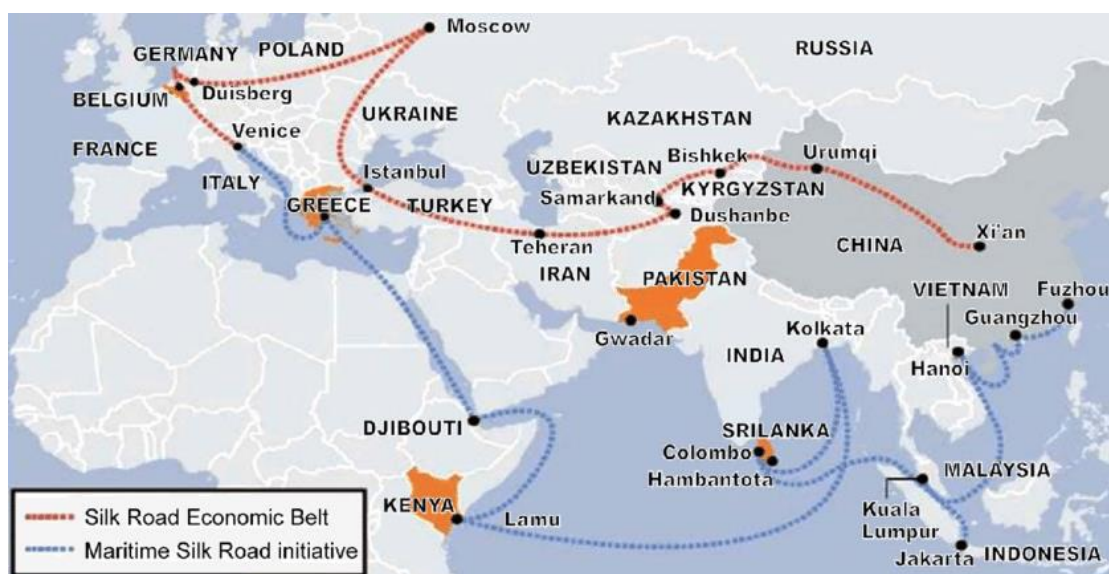 Moscow
GERMANY
POLAND
RUSSIA
BELGIUM
Duisberg
UKRAINE
KAZAKHSTAN
Venice
FRANCE
Bishkek
Urumqi
UZBEKISTAN
ITALY
Istanbul
Samarkand
KYRGYZSTAN
GREECE
TURKEY
Dushanbe
Teheran
Xi'an
CHINA
IRAN
PAKISTAN
VIETNAM
Fuzhou
Guangzhou
Gwadar
Kolkata
INDIA
Hanoi
DJIBOUTI
SRILANKA
Colombo
Hambantota
MALAYSIA
KENYA
Lamu
Kuala
Lumpur
Jakarta
INDONESIA
Silk Road Economic Belt
Maritime Silk Road initiative